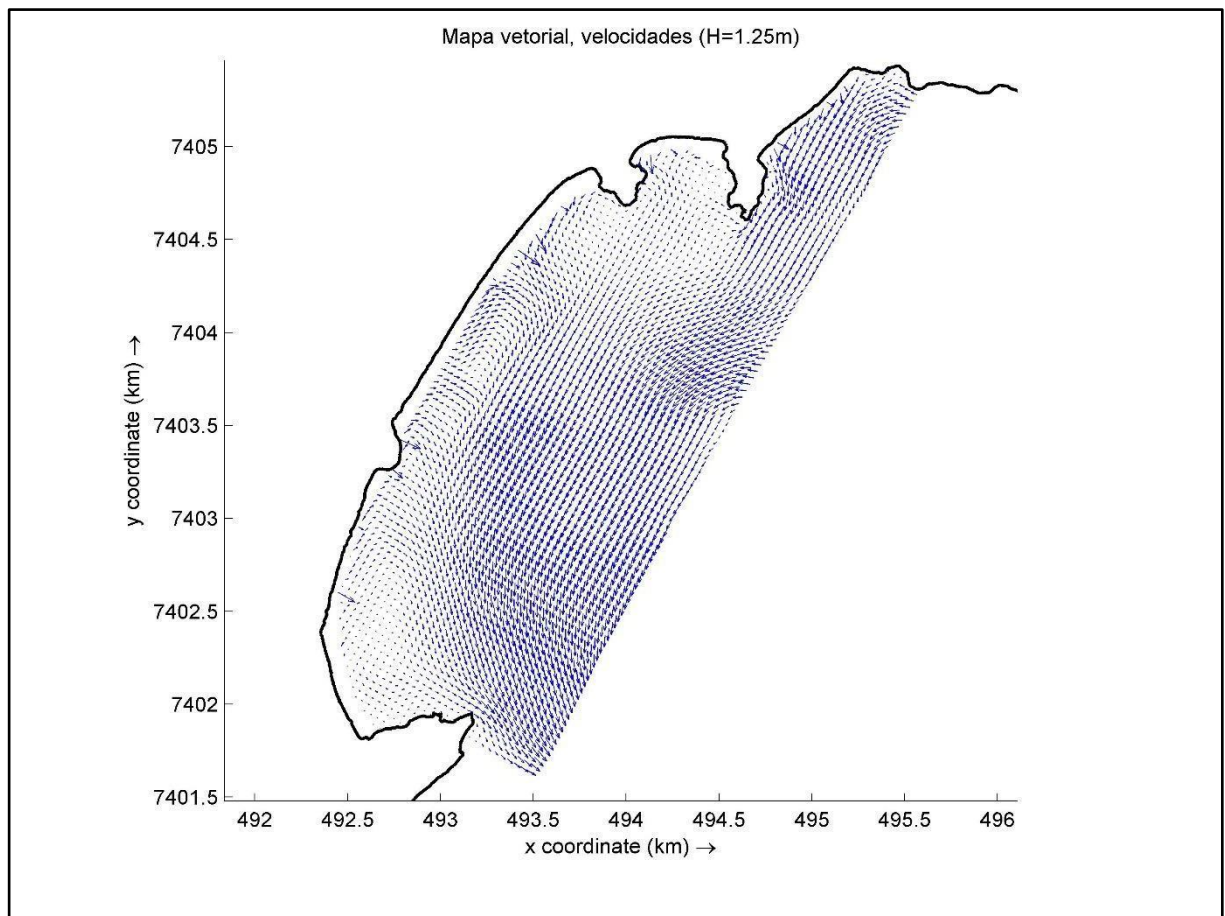 Mapa vetorial, velocidades (H=1.25m)
7405
7404.5
7404
7403.5
7403
7402.5
7402
7401.5
y coordinate (km) →
492 492.5 493 493.5 494 494.5 495 495.5 496
x coordinate (km) →